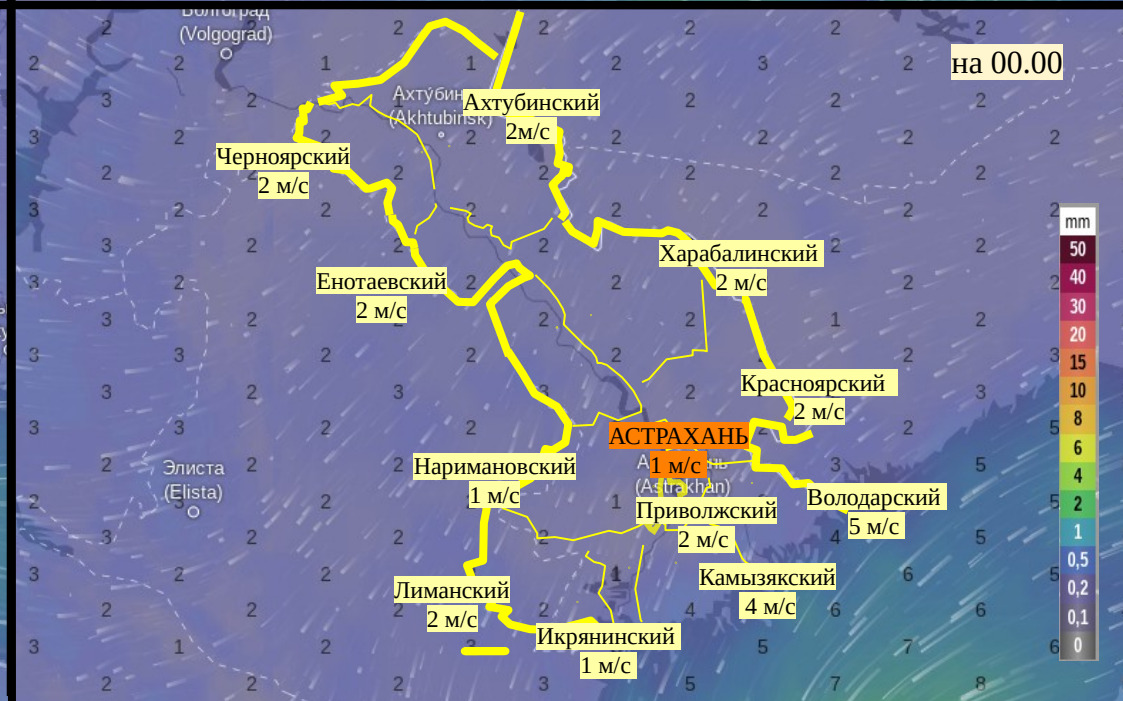 Волгоград
(Volgograd)
на 00.00
(Akhtubinsk)
Ахтубинский
2м/с
Черноярский
2 м/с
Харабалинский
2 м/с
Енотаевский
2 м/с
Красноярский
2 м/с
АСТРАХАНЬ
1 м/с
(Astrakhan)
Наримановский
1 м/с
Элиста
(Elista)
Володарский
5 м/с
Приволжский
2 м/с
Камызякский
4 м/с
Лиманский
2 м/с
Икрянинский
1 м/с
mm
50
40
30
20
15
10
8
6
4
2
1
0,5
0,2
0,1
0